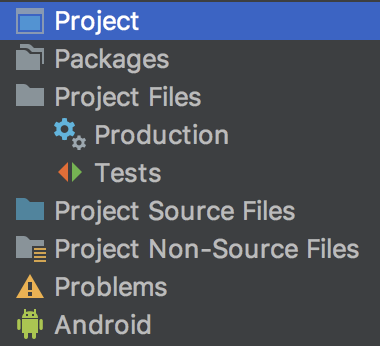 Project
Packages
Project Files
Production
Tests
Project Source Files
Project Non-Source Files
Problems
Android